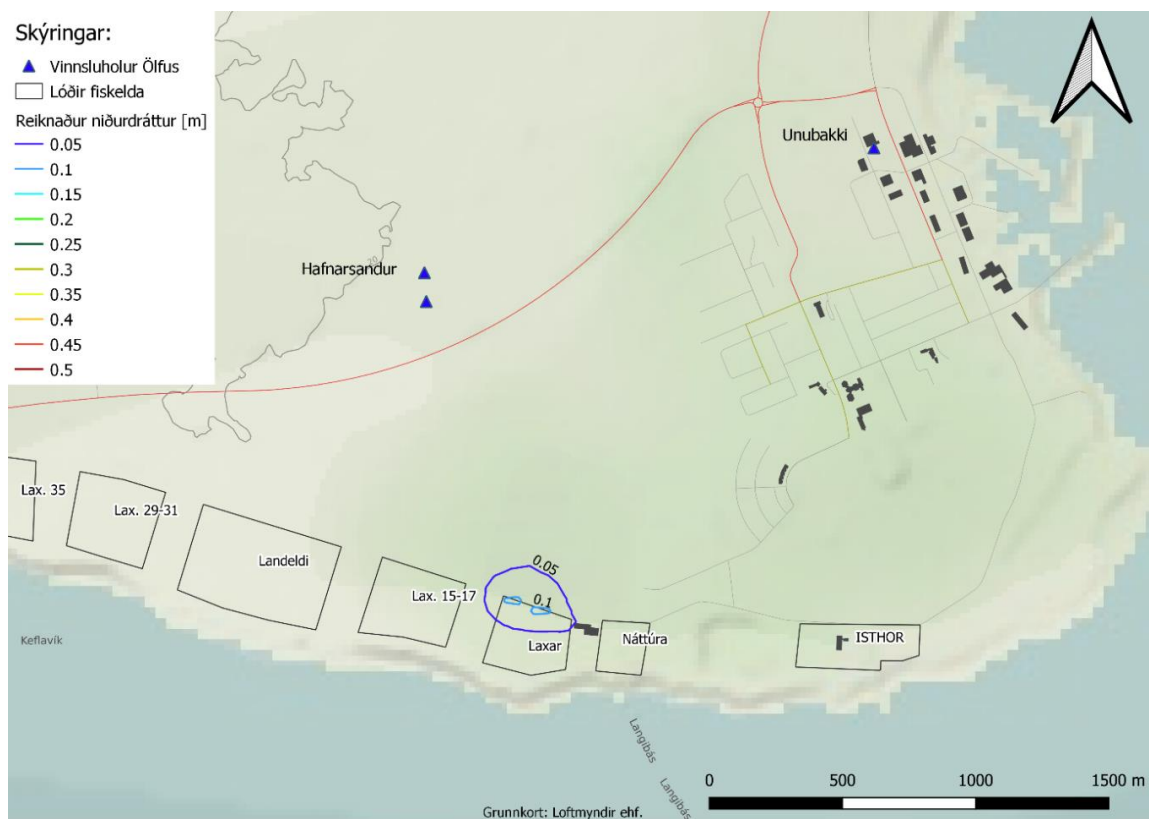 Skýringar:
Vinnsluholur Ölfus
Lóðir fiskelda
Reiknaður niðurdráttur [m]
0.05
0.1
0.15
0.2
0.25
0.3
0.35
0.4
0.45
0.5
Unubakki
20
Hafnarsandur
Lax. 35
Lax. 29-31
Landeldi
Lax. 15-17
0.05
0.1
Laxar
Náttúra
ISTHOR
Keflavík
Langibás
Langibás
0 500 1000 1500 m
Grunnkort: Loftmyndir ehf.